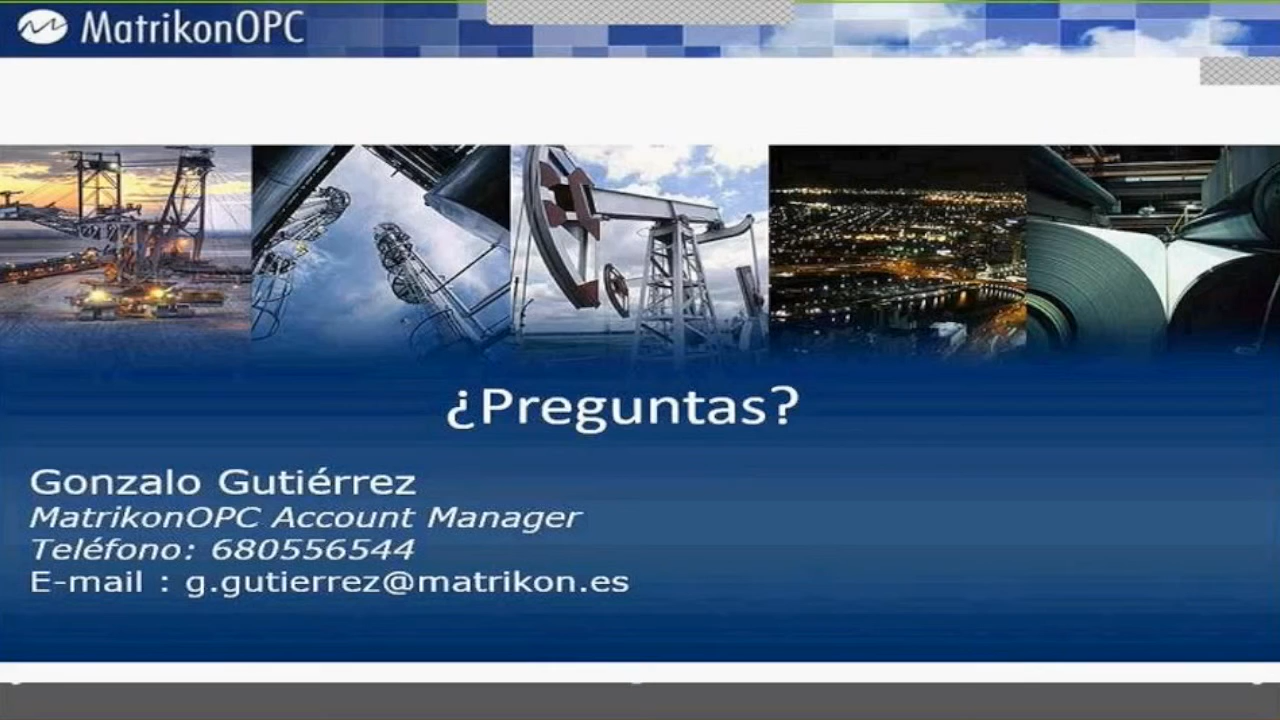 MatrikonOPC
¿Preguntas?
Gonzalo Gutiérrez
MatrikonOPC Account Manager
Teléfono: 680556544
E-mail : g.gutierrez@matrikon.es